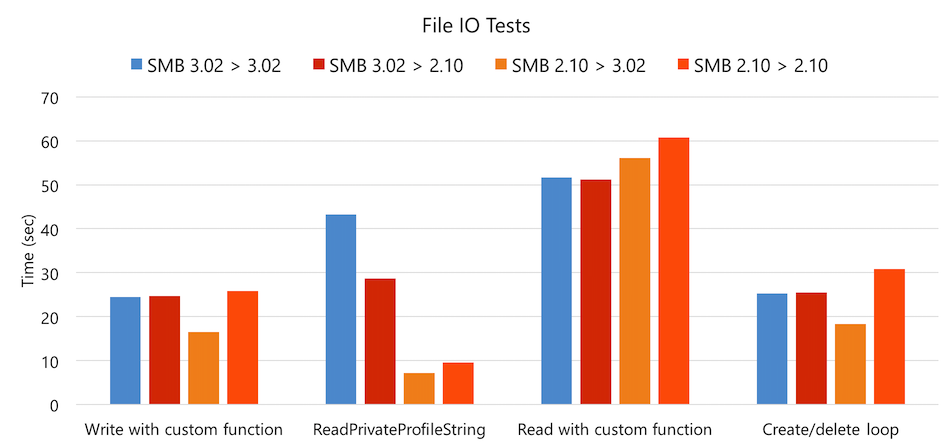 File IO Tests
SMB 3.02 > 3.02 SMB 3.02 > 2.10 SMB 2.10 > 3.02 SMB 2.10 > 2.10
70
60
50
40
30
20
10
0
Time (sec)
Write with custom function ReadPrivateProfileString Read with custom function Create/delete loop